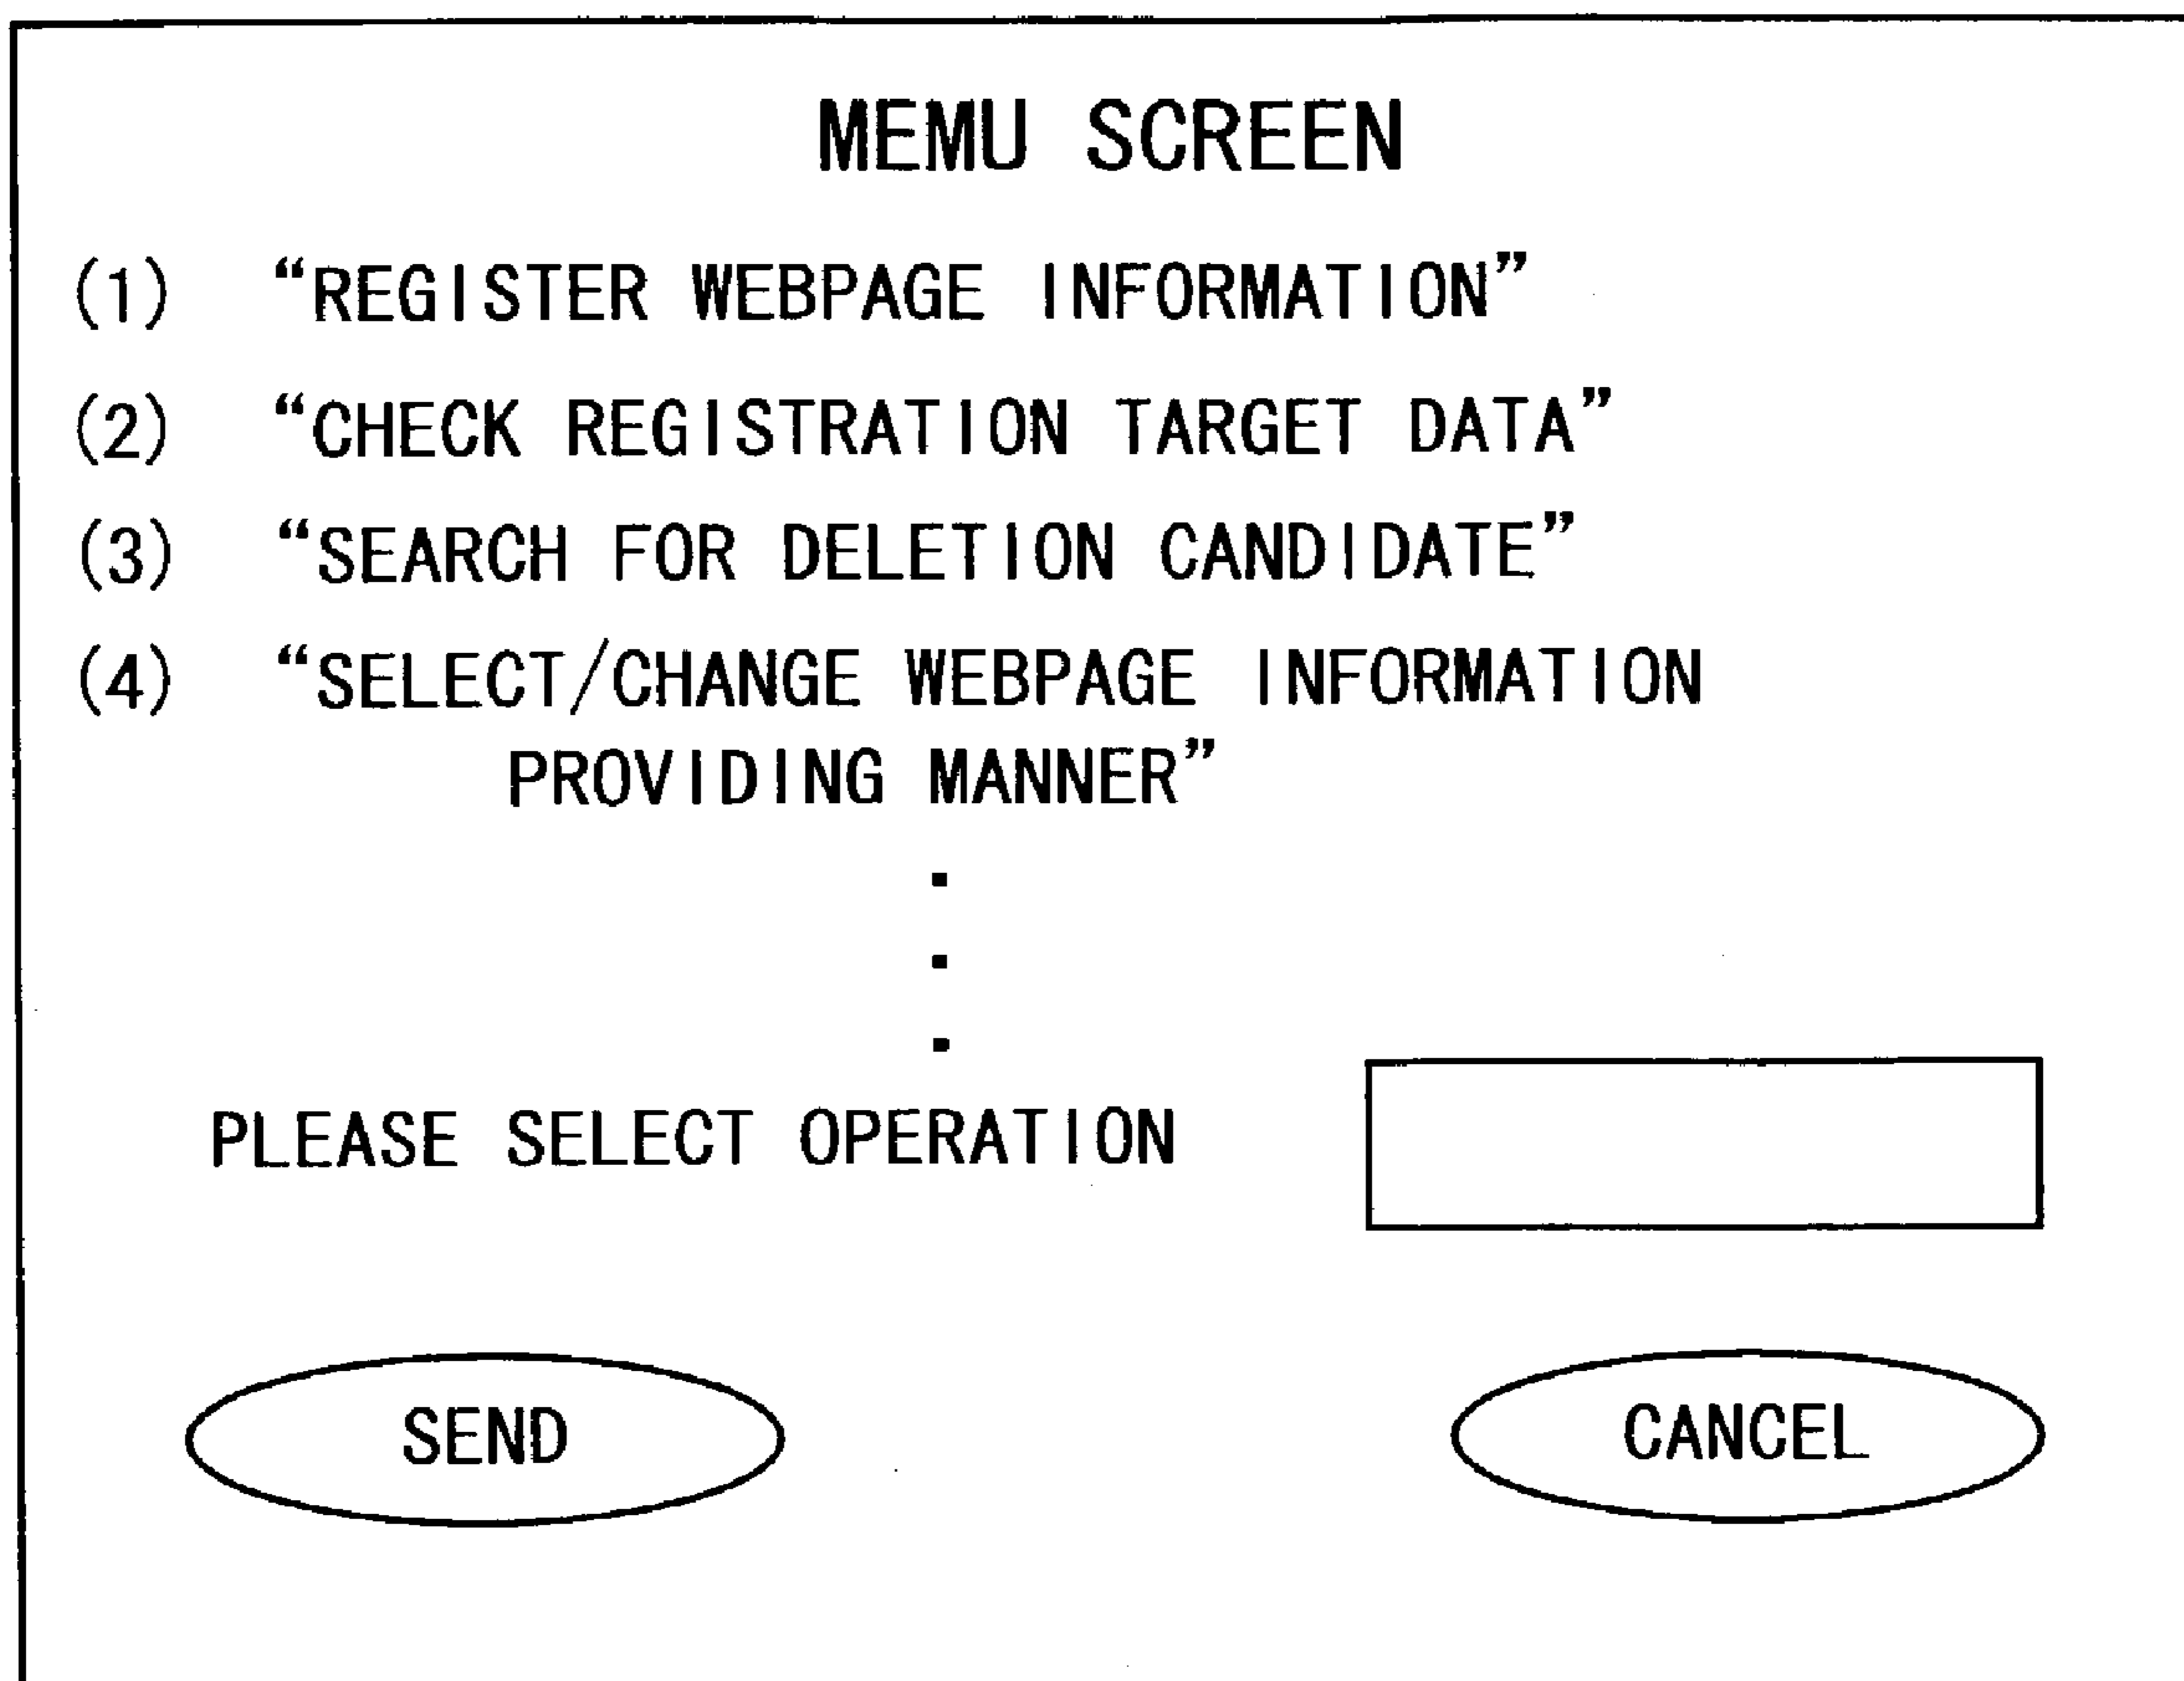 MEMU SCREEN
(1) “REGISTER WEBPAGE INFORMATION”
(2) “CHECK REGISTRATION TARGET DATA”
(3) “SEARCH FOR DELETION CANDIDATE”
(4) “SELECT/CHANGE WEBPAGE INFORMATION
PROVIDING MANNER”
PLEASE SELECT OPERATION
SEND CANCEL